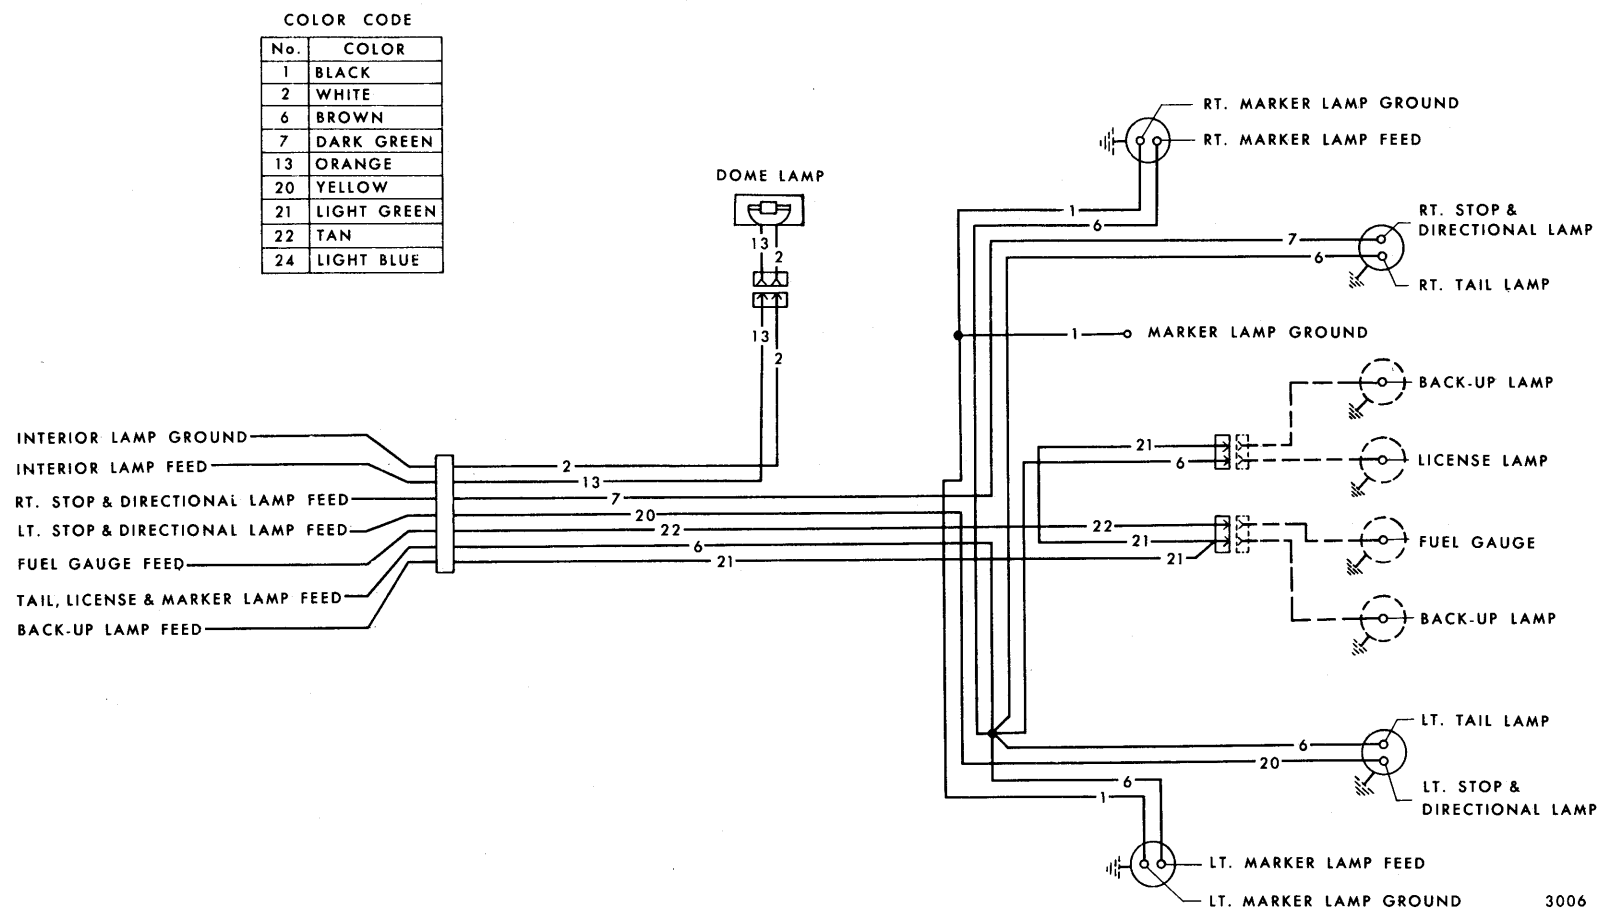 COLOR CODE
No. COLOR
1 BLACK
2 WHITE
6 BROWN
7 DARK GREEN
13 ORANGE
20 YELLOW
21 LIGHT GREEN
22 TAN
24 LIGHT BLUE
DOME LAMP
13
2
13
2
RT. MARKER LAMP GROUND
RT. MARKER LAMP FEED
1
6
RT. STOP &
DIRECTIONAL LAMP
7
6
RT. TAIL LAMP
1
MARKER LAMP GROUND
BACK-UP LAMP
21
6
LICENSE LAMP
INTERIOR LAMP GROUND
2
INTERIOR LAMP FEED
13
RT. STOP & DIRECTIONAL LAMP FEED
7
LT. STOP & DIRECTIONAL LAMP FEED
20
22
22
FUEL GAUGE FEED
6
21
21
21
FUEL GAUGE
TAIL, LICENSE & MARKER LAMP FEED
BACK-UP LAMP FEED
BACK-UP LAMP
LT. TAIL LAMP
6
20
LT. STOP &
DIRECTIONAL LAMP
6
1
LT. MARKER LAMP FEED
LT. MARKER LAMP GROUND
3006